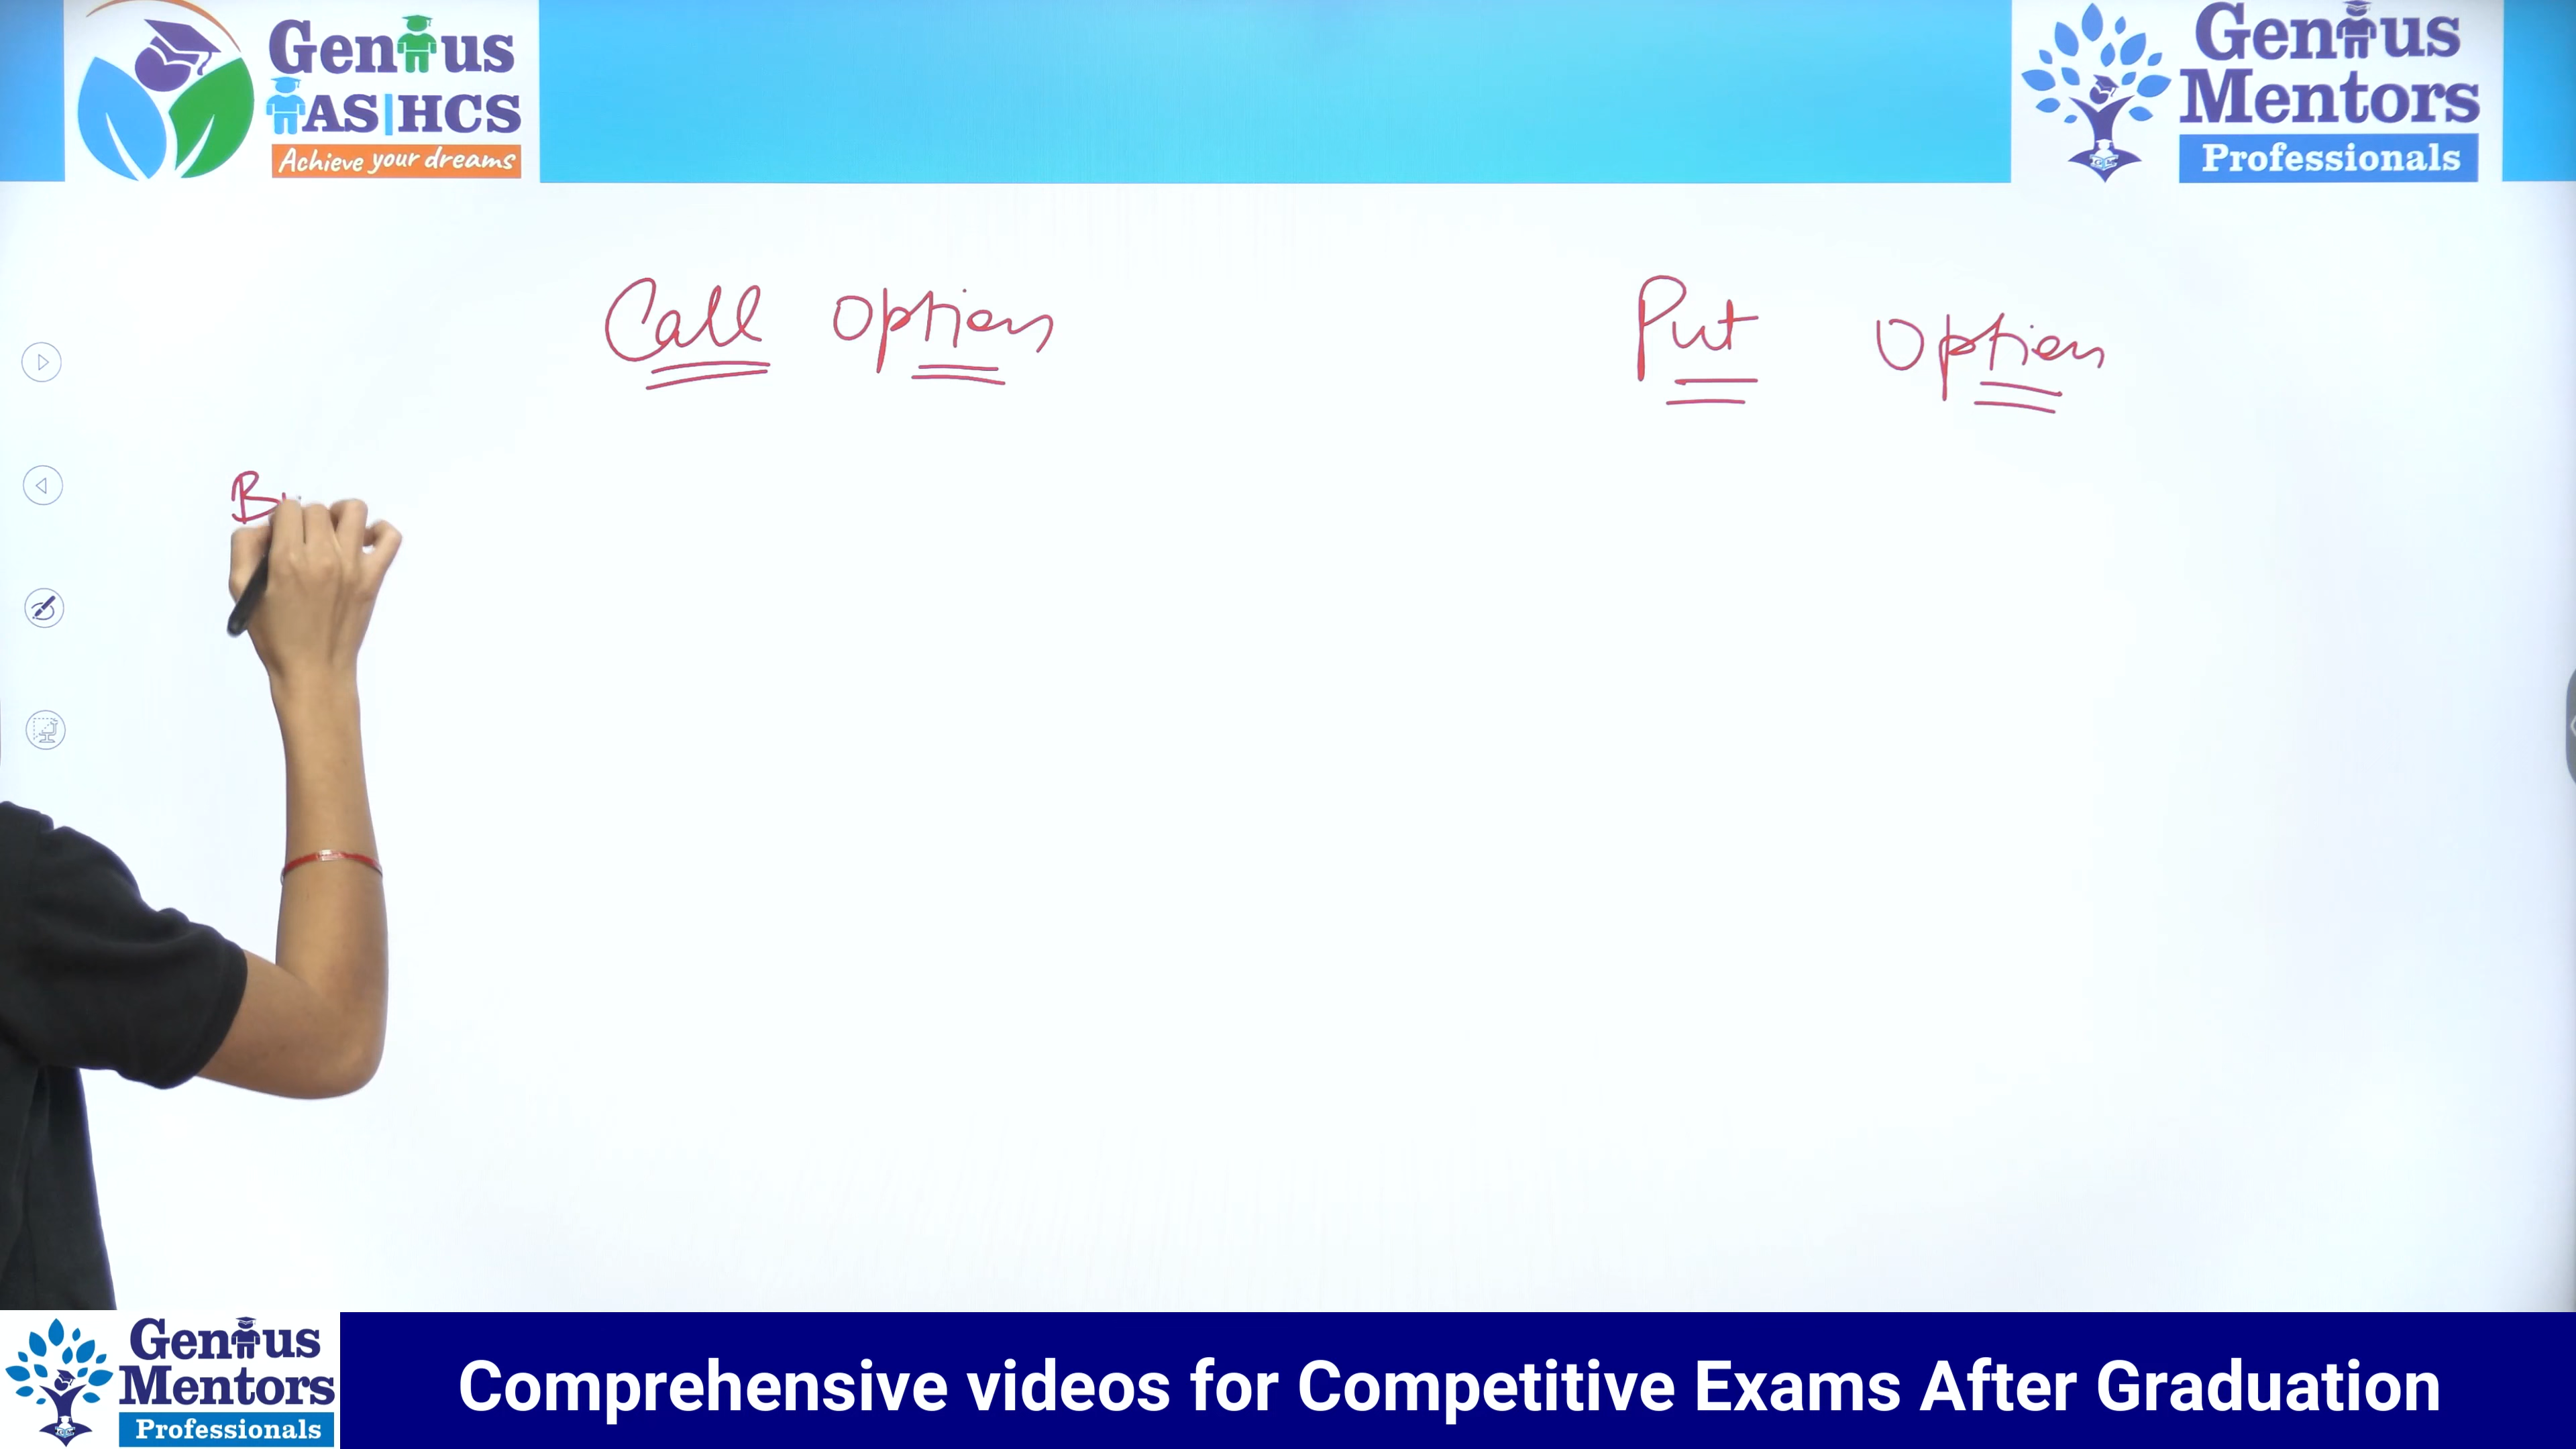 Genius
IAS|HCS
Achieve your dreams
Genius
Mentors
Professionals
Call Option
Put Option
Genius
Mentors
Professionals
Comprehensive videos for Competitive Exams After Graduation